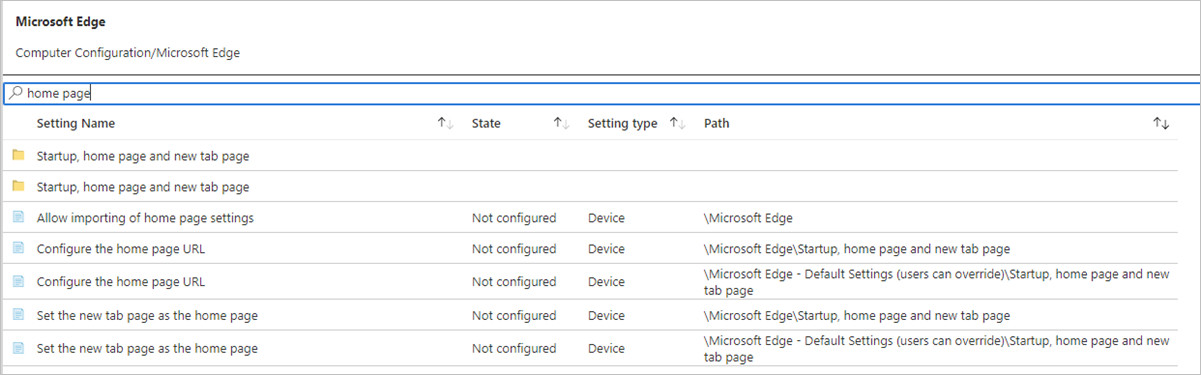 Microsoft Edge
Computer Configuration/Microsoft Edge
home page
Setting Name State Setting type Path
Startup, home page and new tab page
Startup, home page and new tab page
Allow importing of home page settings Not configured Device \Microsoft Edge
Configure the home page URL Not configured Device \Microsoft Edge\Startup, home page and new tab page
Configure the home page URL Not configured Device \Microsoft Edge - Default Settings (users can override)\Startup, home page and new
tab page
Set the new tab page as the home page Not configured Device \Microsoft Edge\Startup, home page and new tab page
Set the new tab page as the home page Not configured Device \Microsoft Edge - Default Settings (users can override)\Startup, home page and new
tab page